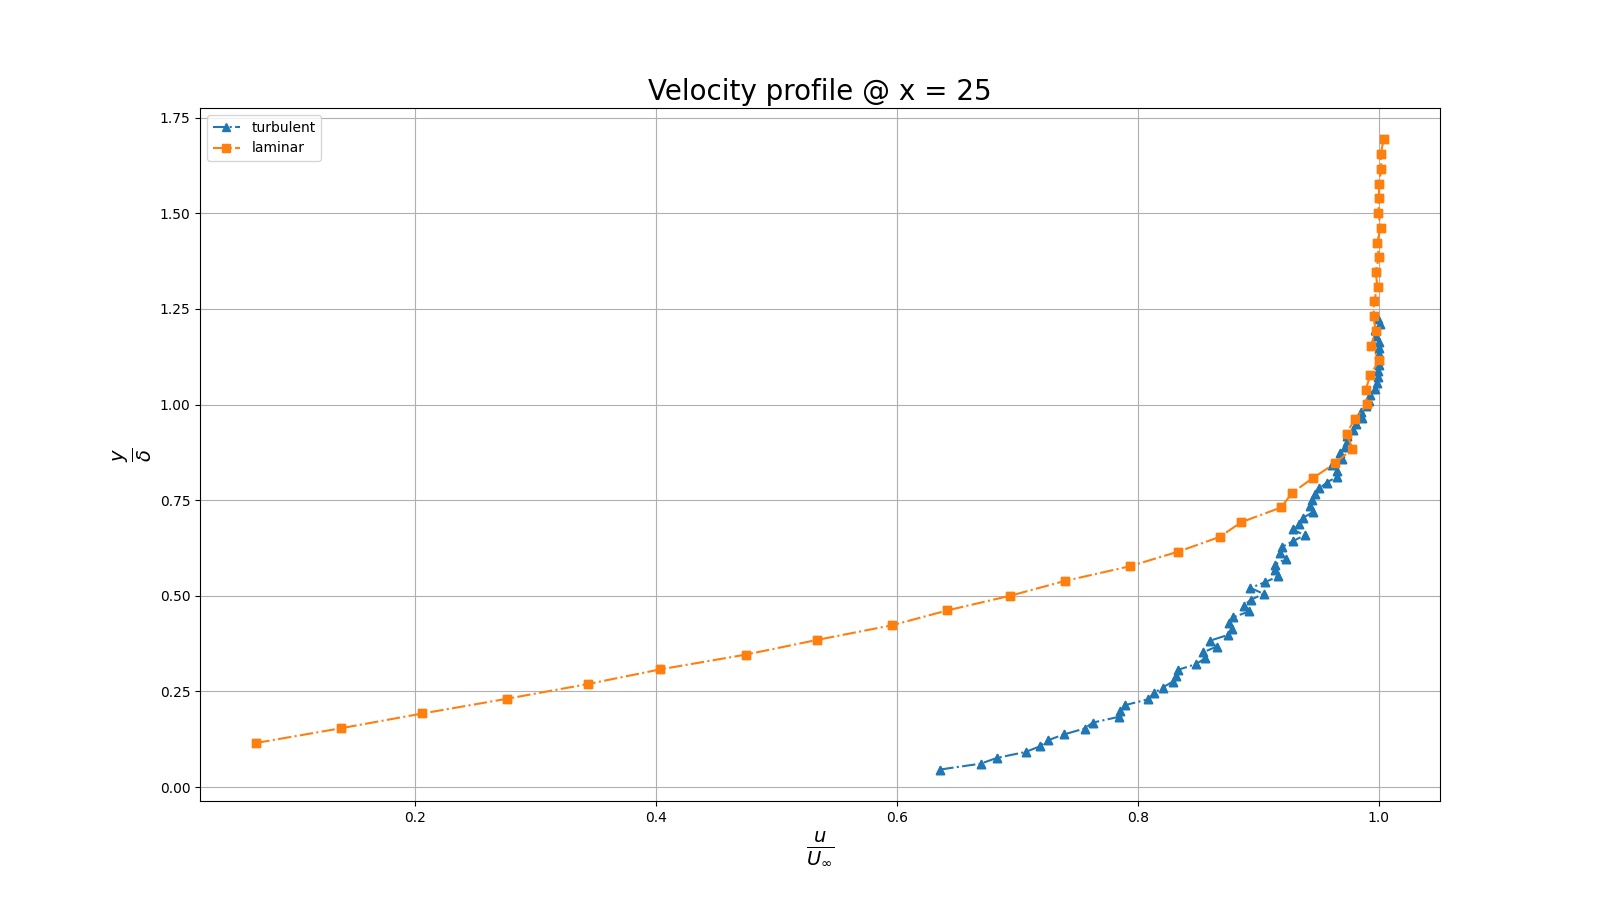 Velocity profile @ x = 25
turbulent
laminar
1.75
1.50
1.25
1.00
0.75
0.50
0.25
0.00
y
δ
0.2 0.4 0.6 0.8 1.0
u
U∞